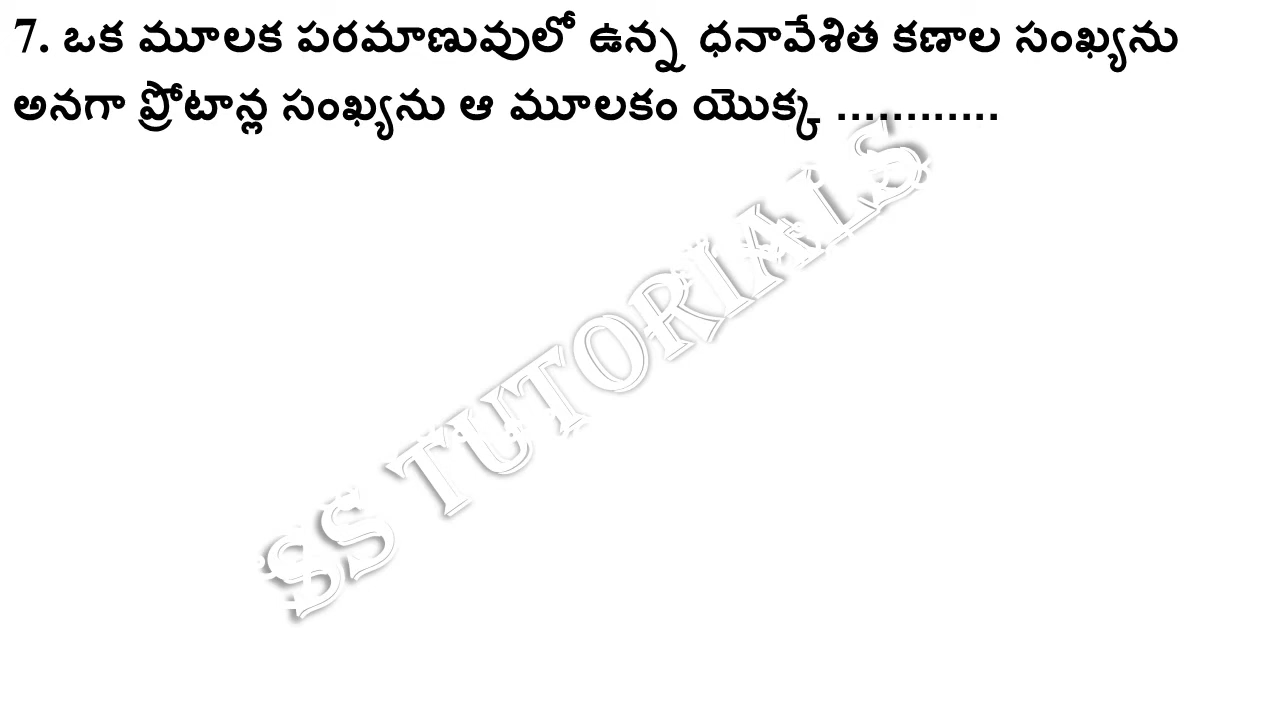 7. ఒక మూలక పరమాణువులో ఉన్న ధనావేశిత కణాల సంఖ్యను
అనగా ప్రోటాన్ల సంఖ్యను ఆ మూలకం యొక్క ............
SS TUTORIALS